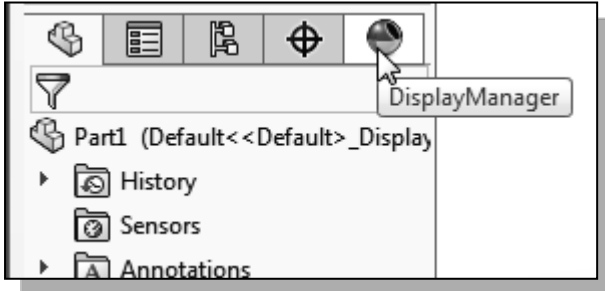 DisplayManager
Part1 (Default<<Default>_Display
History
Sensors
A Annotations